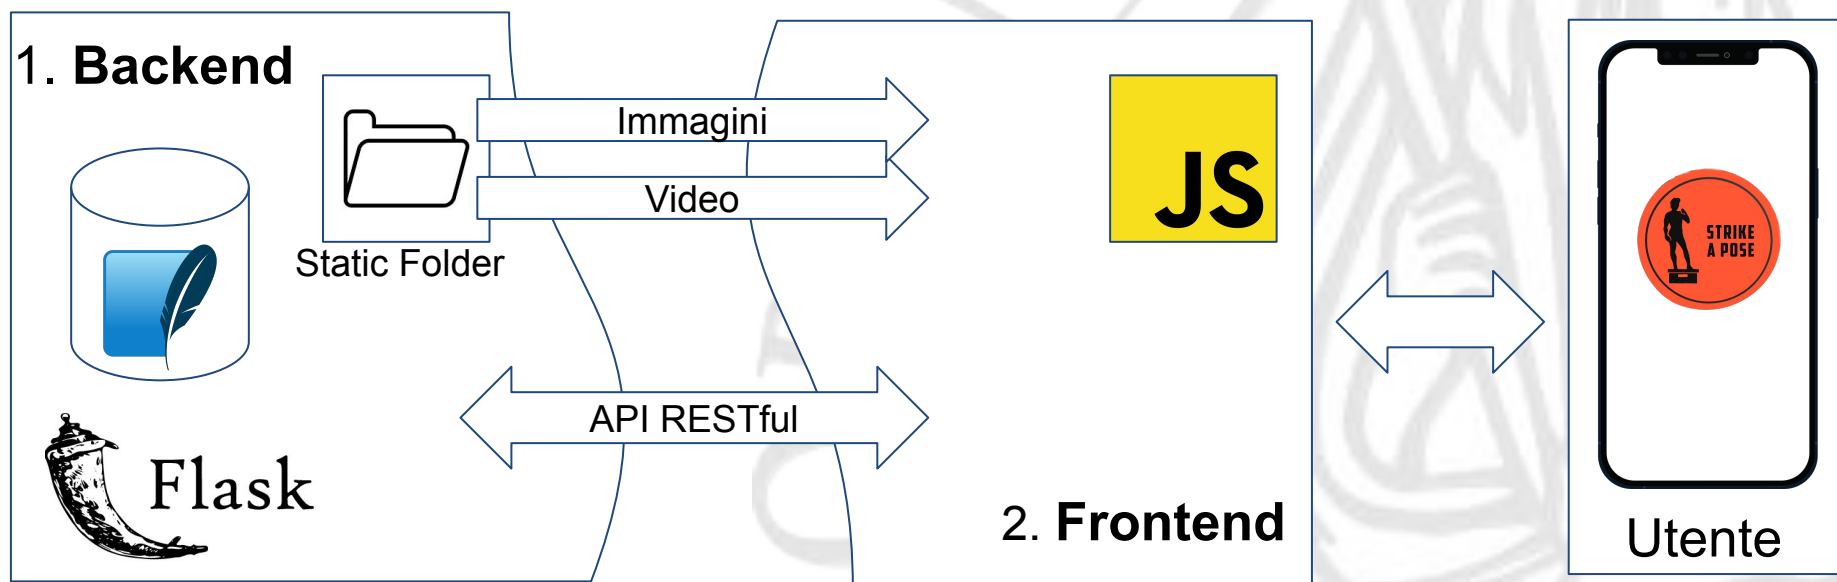 1. Backend
Immagini
Video
Static Folder
API RESTful
Flask
JS
2. Frontend
STRIKE
A POSE
Utente